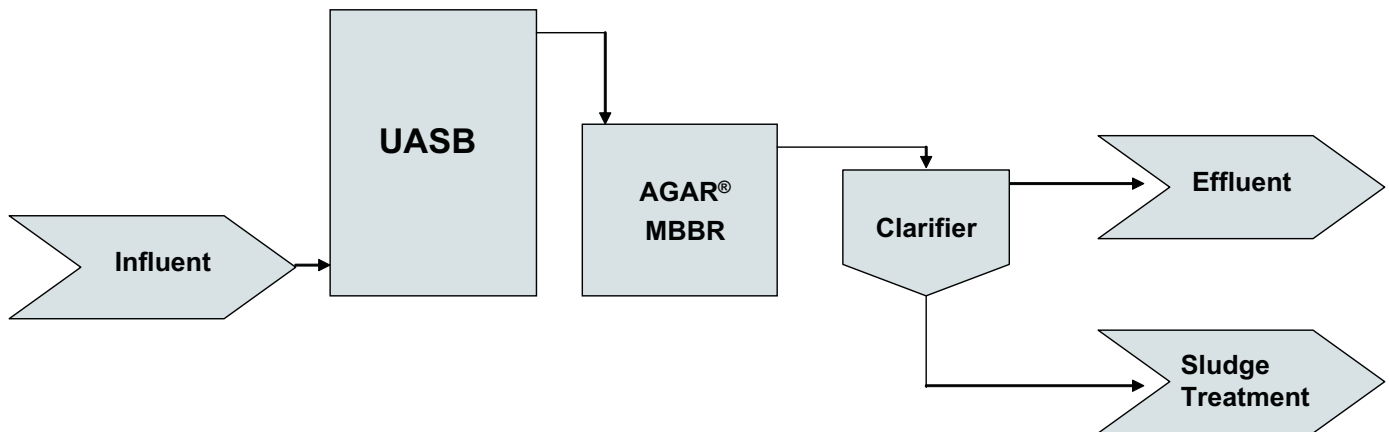 UASB
AGAR®
MBBR
Clarifier
Effluent
Influent
Sludge
Treatment